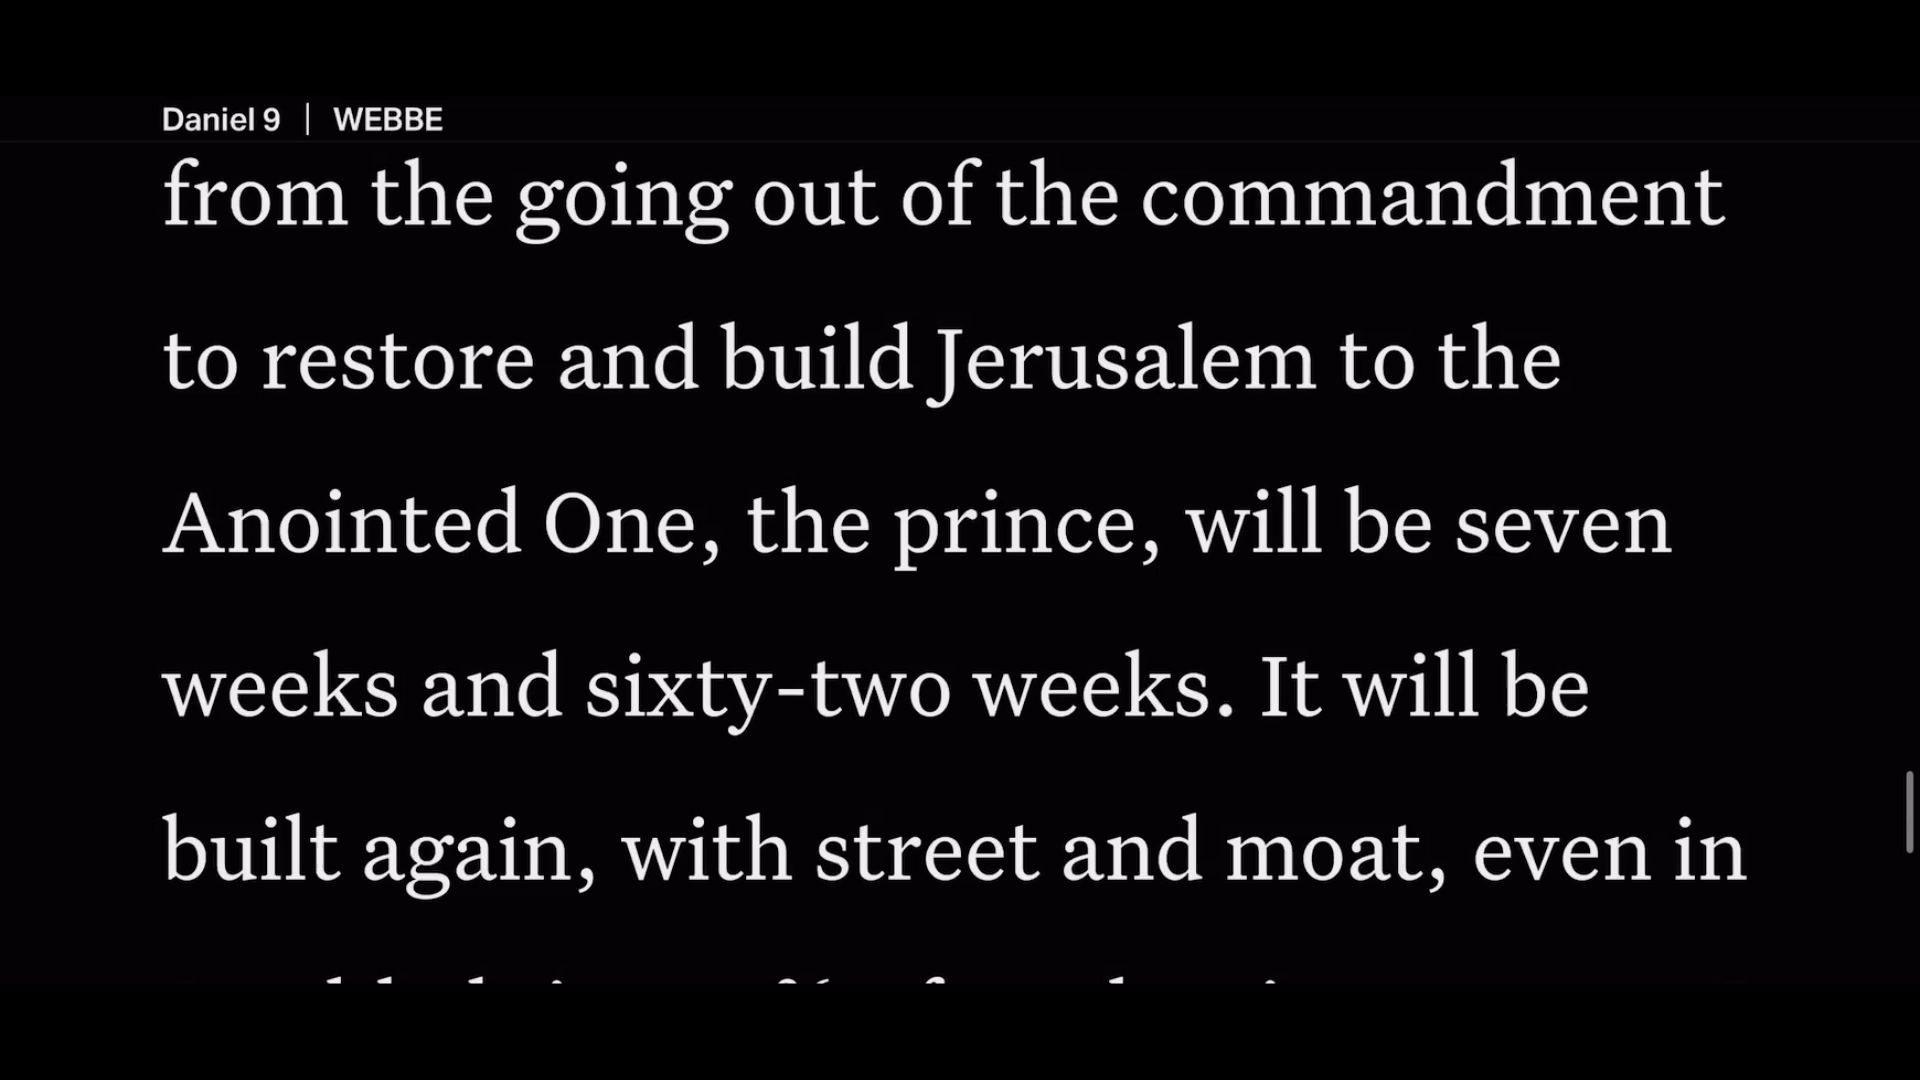 Daniel 9 | WEBBE
from the going out of the commandment
to restore and build Jerusalem to the
Anointed One, the prince, will be seven
weeks and sixty-two weeks. It will be
built again, with street and moat, even in